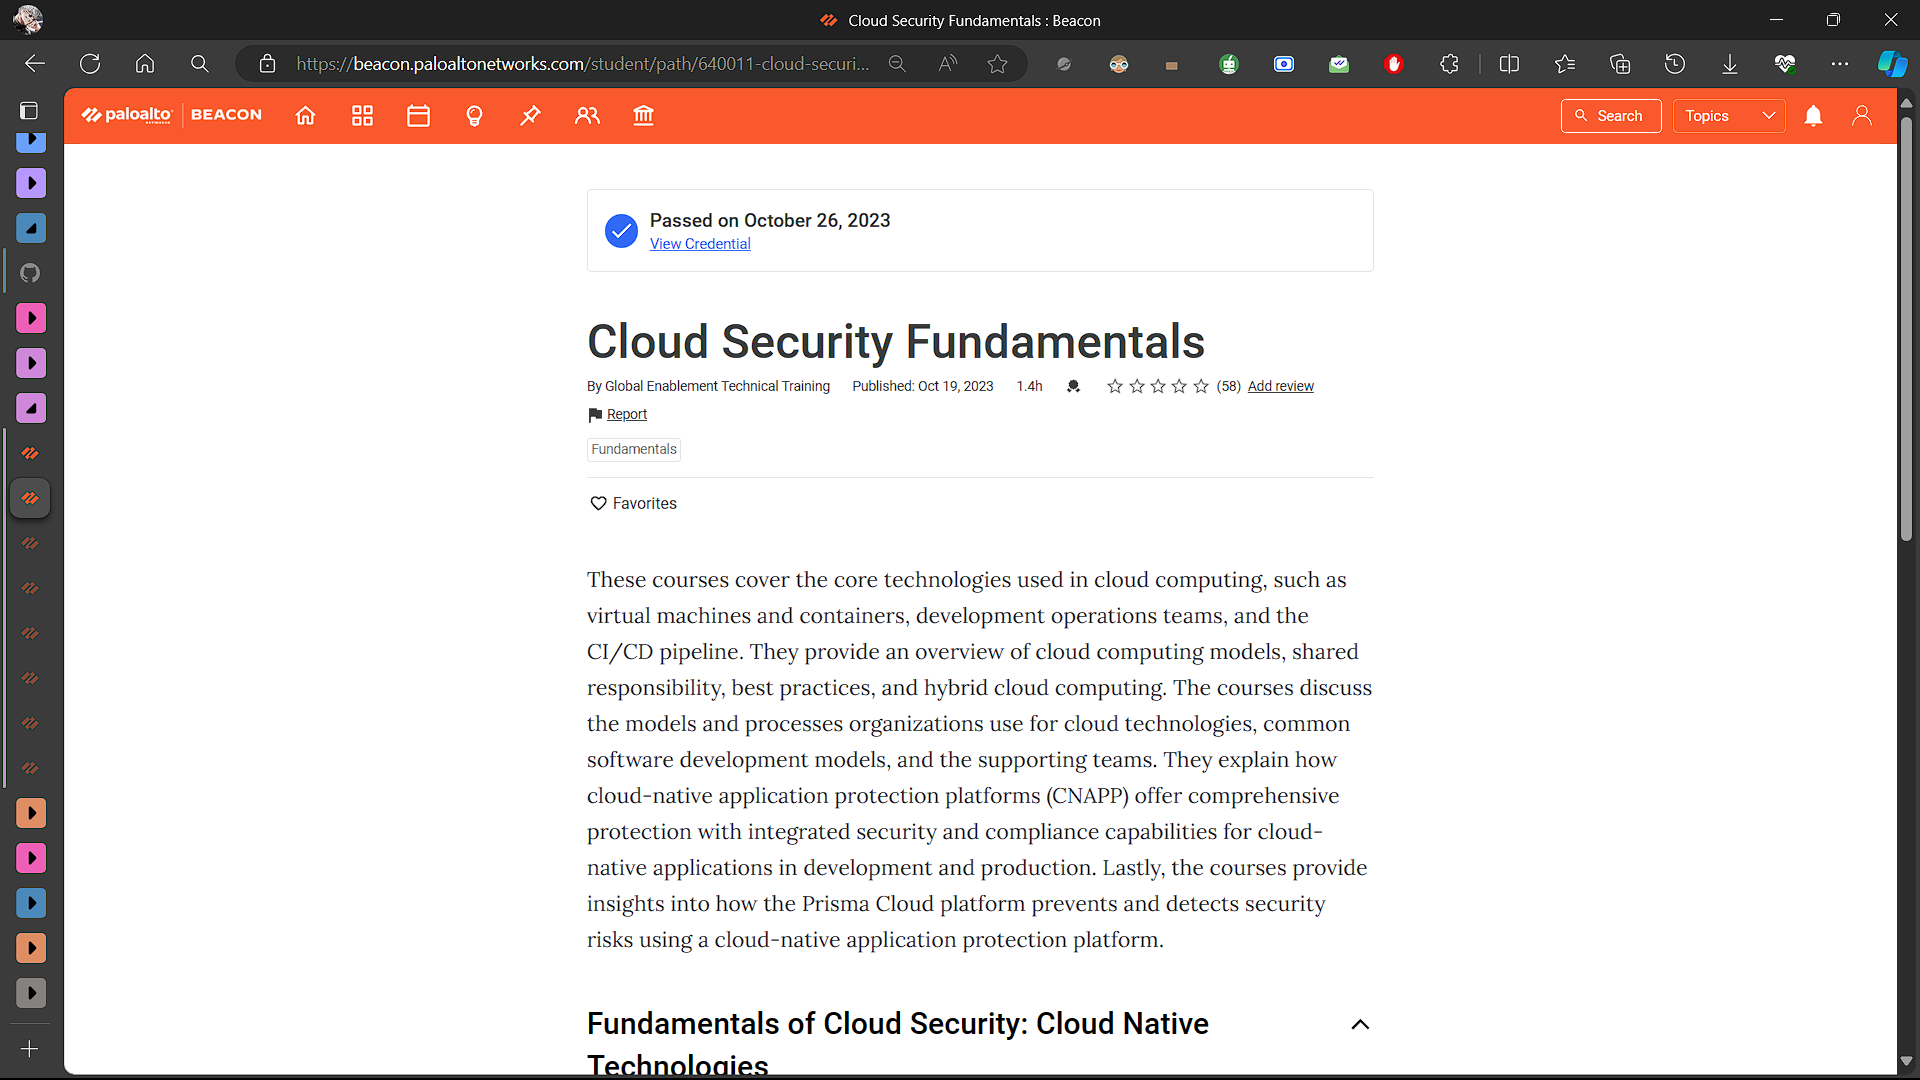 Cloud Security Fundamentals : Beacon
https://beacon.paloaltonetworks.com/student/path/640011-cloud-securi...
paloalto NETWORKS BEACON
Search
Topics
Passed on October 26, 2023
View Credential
Cloud Security Fundamentals
By Global Enablement Technical Training Published: Oct 19, 2023 1.4h (58) Add review
Report
Fundamentals
Favorites
These courses cover the core technologies used in cloud computing, such as
virtual machines and containers, development operations teams, and the
CI/CD pipeline. They provide an overview of cloud computing models, shared
responsibility, best practices, and hybrid cloud computing. The courses discuss
the models and processes organizations use for cloud technologies, common
software development models, and the supporting teams. They explain how
cloud-native application protection platforms (CNAPP) offer comprehensive
protection with integrated security and compliance capabilities for cloud-
native applications in development and production. Lastly, the courses provide
insights into how the Prisma Cloud platform prevents and detects security
risks using a cloud-native application protection platform.
Fundamentals of Cloud Security: Cloud Native
Technologies